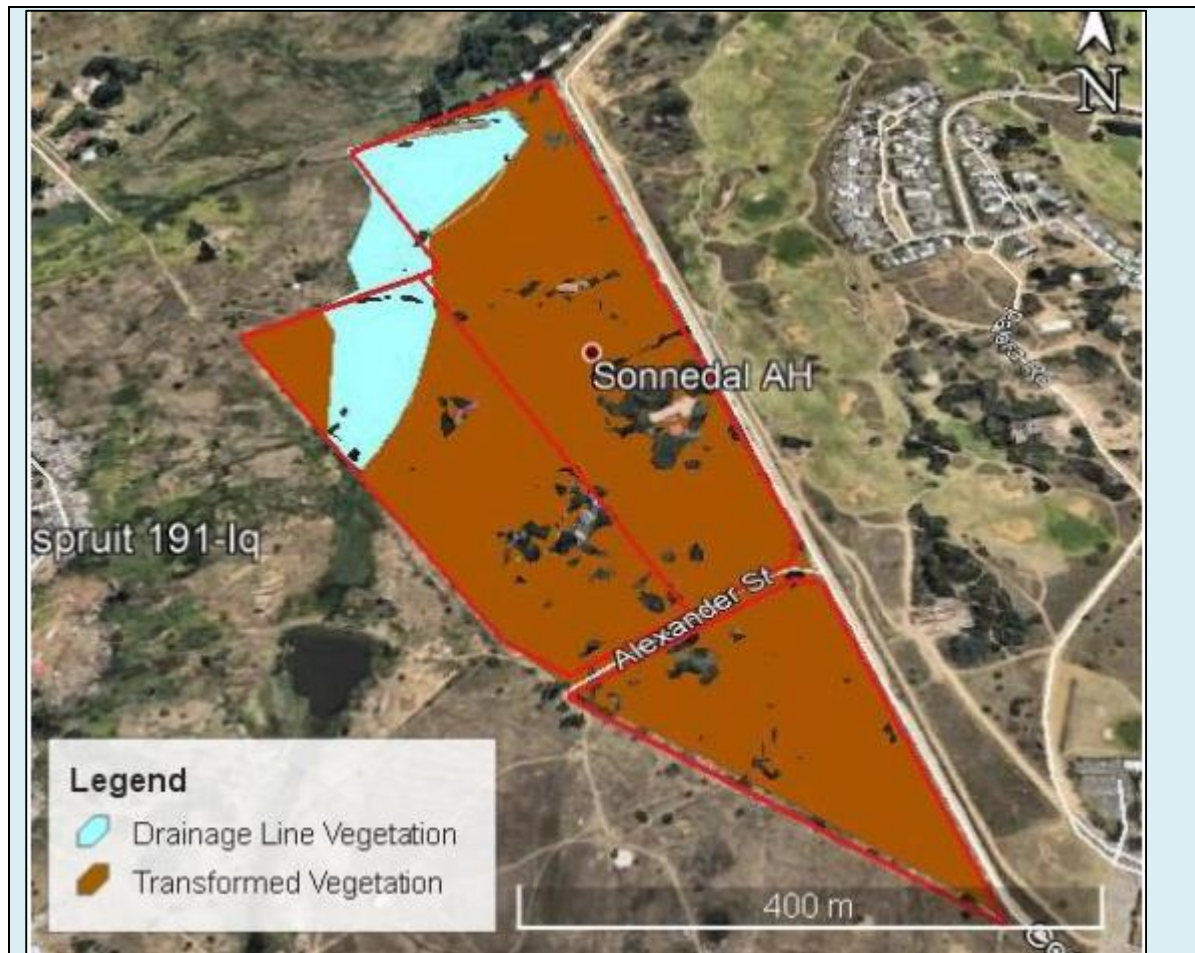 N
Sonnedal AH
spruit 191-Iq
Alexander St
Legend
Drainage Line Vegetation
Transformed Vegetation
400 m